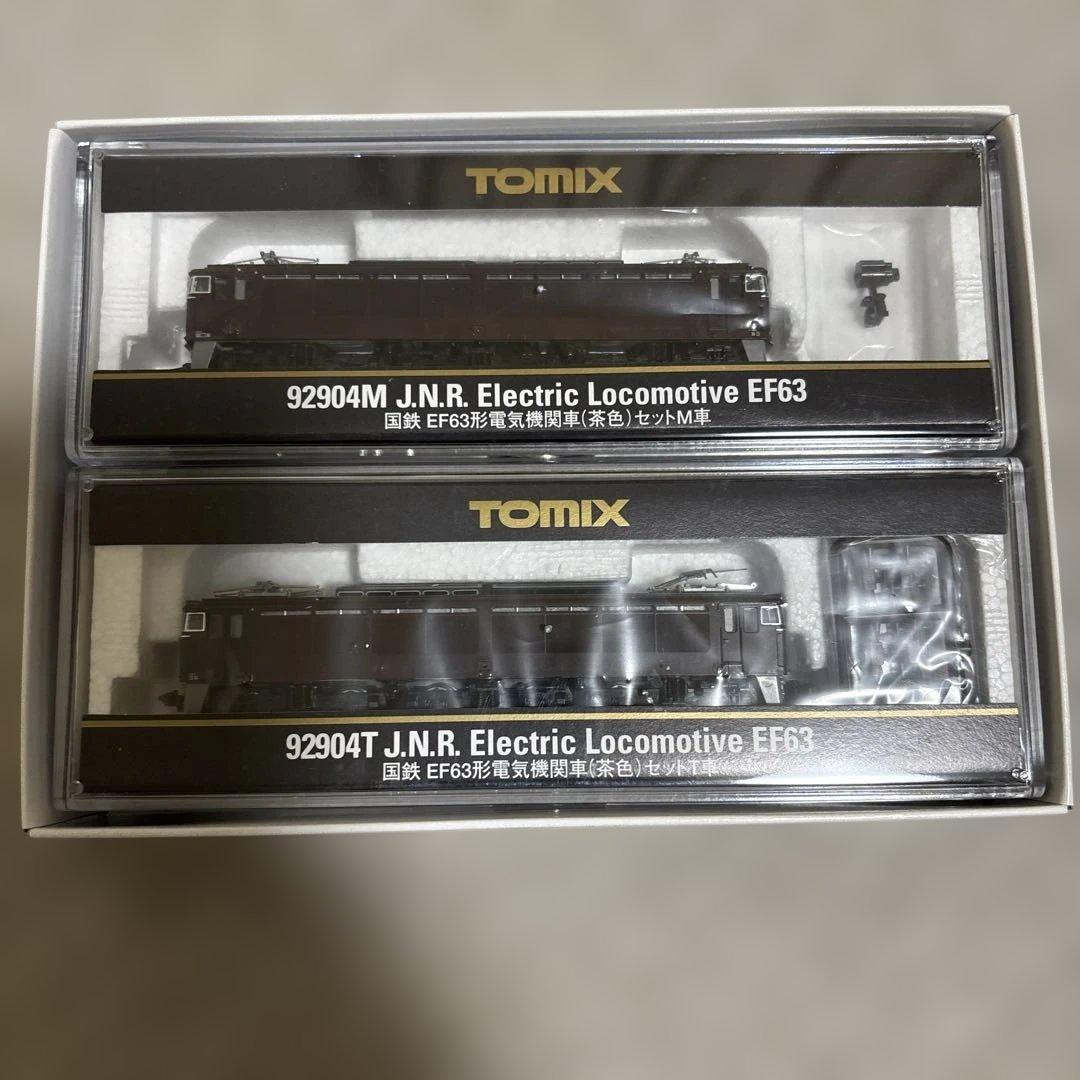 TOMIX
92904M J.N.R. Electric Locomotive EF63
国鉄 EF63形電気機関車(茶色)セットM車
TOMIX
92904T J.N.R. Electric Locomotive EF63
国鉄 EF63形電気機関車(茶色)セットT車